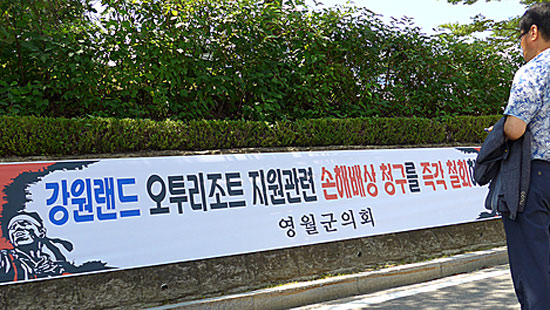 강원랜드 오투리조트 지원관련 손해배상 청구를 즉각 철회
영월군의회